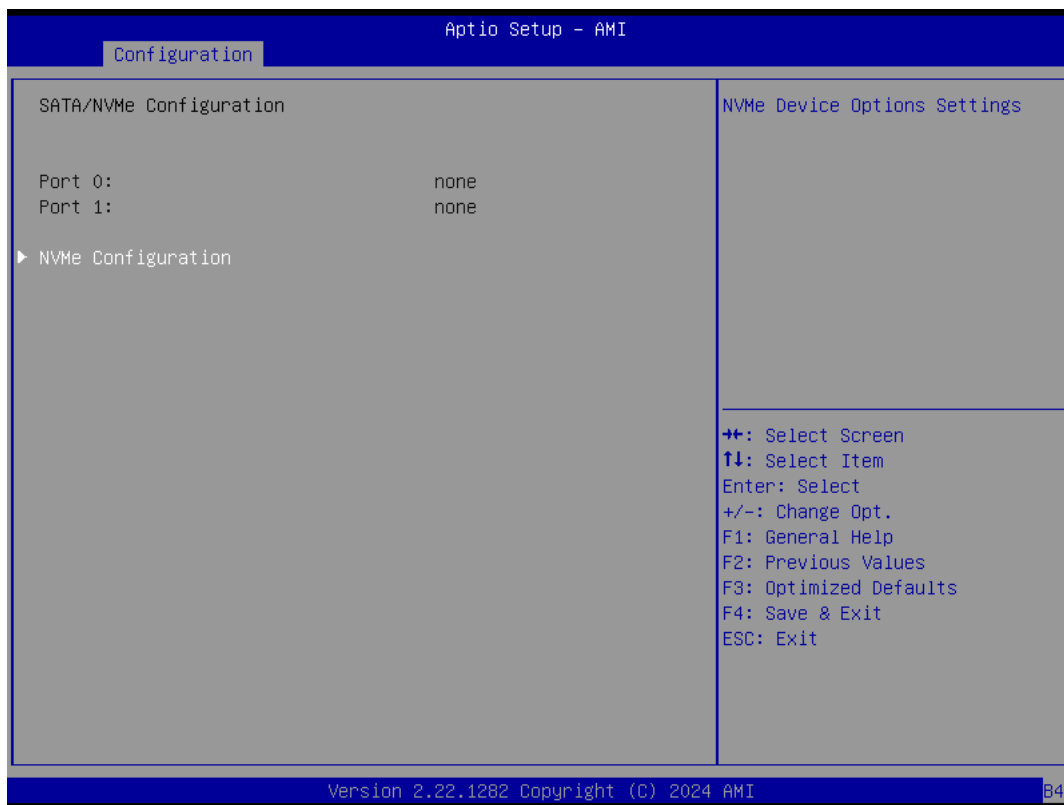 Aptio Setup – AMI
Configuration
SATA/NVMe Configuration
Port 0: none
Port 1: none
▶ NVMe Configuration
NVMe Device Options Settings
→←: Select Screen
↑↓: Select Item
Enter: Select
+/-: Change Opt.
F1: General Help
F2: Previous Values
F3: Optimized Defaults
F4: Save & Exit
ESC: Exit
Version 2.22.1282 Copyright (C) 2024 AMI
B4